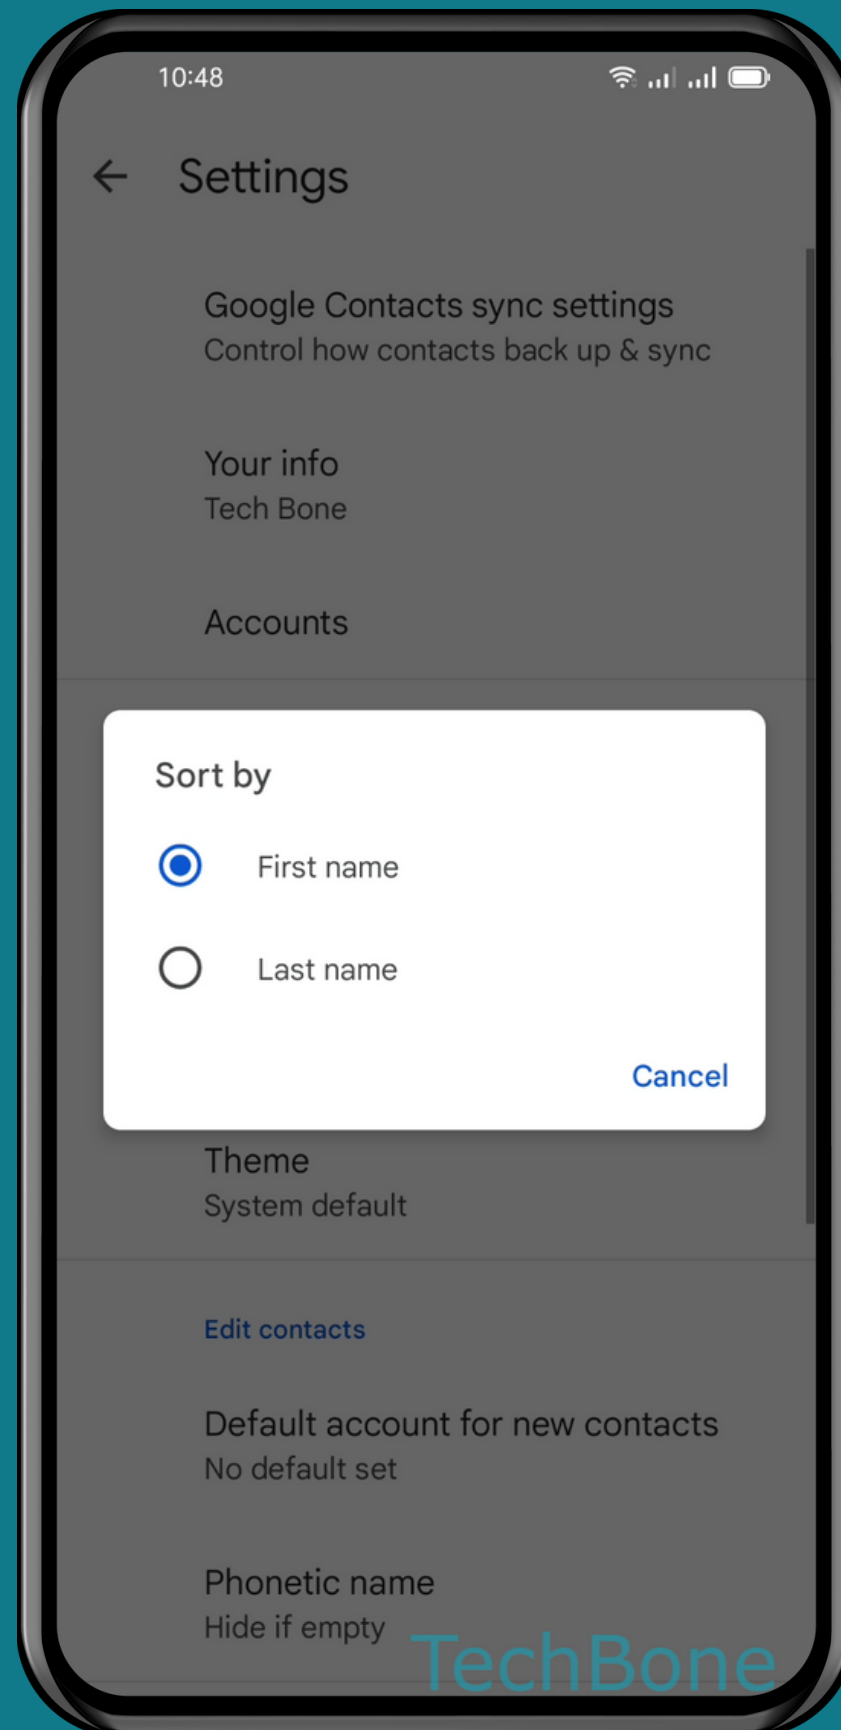 10:48
Settings
Google Contacts sync settings
Control how contacts back up & sync
Your info
Tech Bone
Accounts
Sort by
First name
Last name
Cancel
Theme
System default
Edit contacts
Default account for new contacts
No default set
Phonetic name
Hide if empty
TechBone